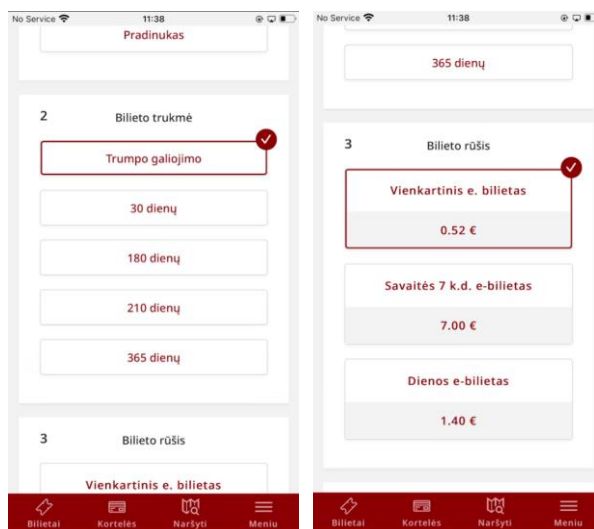 No Service
11:38
Pradinukas
2
Bilieto trukmė
Trumpo galiojimo
30 dienų
180 dienų
210 dienų
365 dienų
3
Bilieto rūšis
Vienkartinis e. bilietas
Bilietai
Kortelės
Naršyti
Meniu
No Service
11:38
365 dienų
3
Bilieto rūšis
Vienkartinis e. bilietas
0.52 €
Savaitės 7 k.d. e-bilietas
7.00 €
Dienos e-bilietas
1.40 €
Bilietai
Kortelės
Naršyti
Meniu